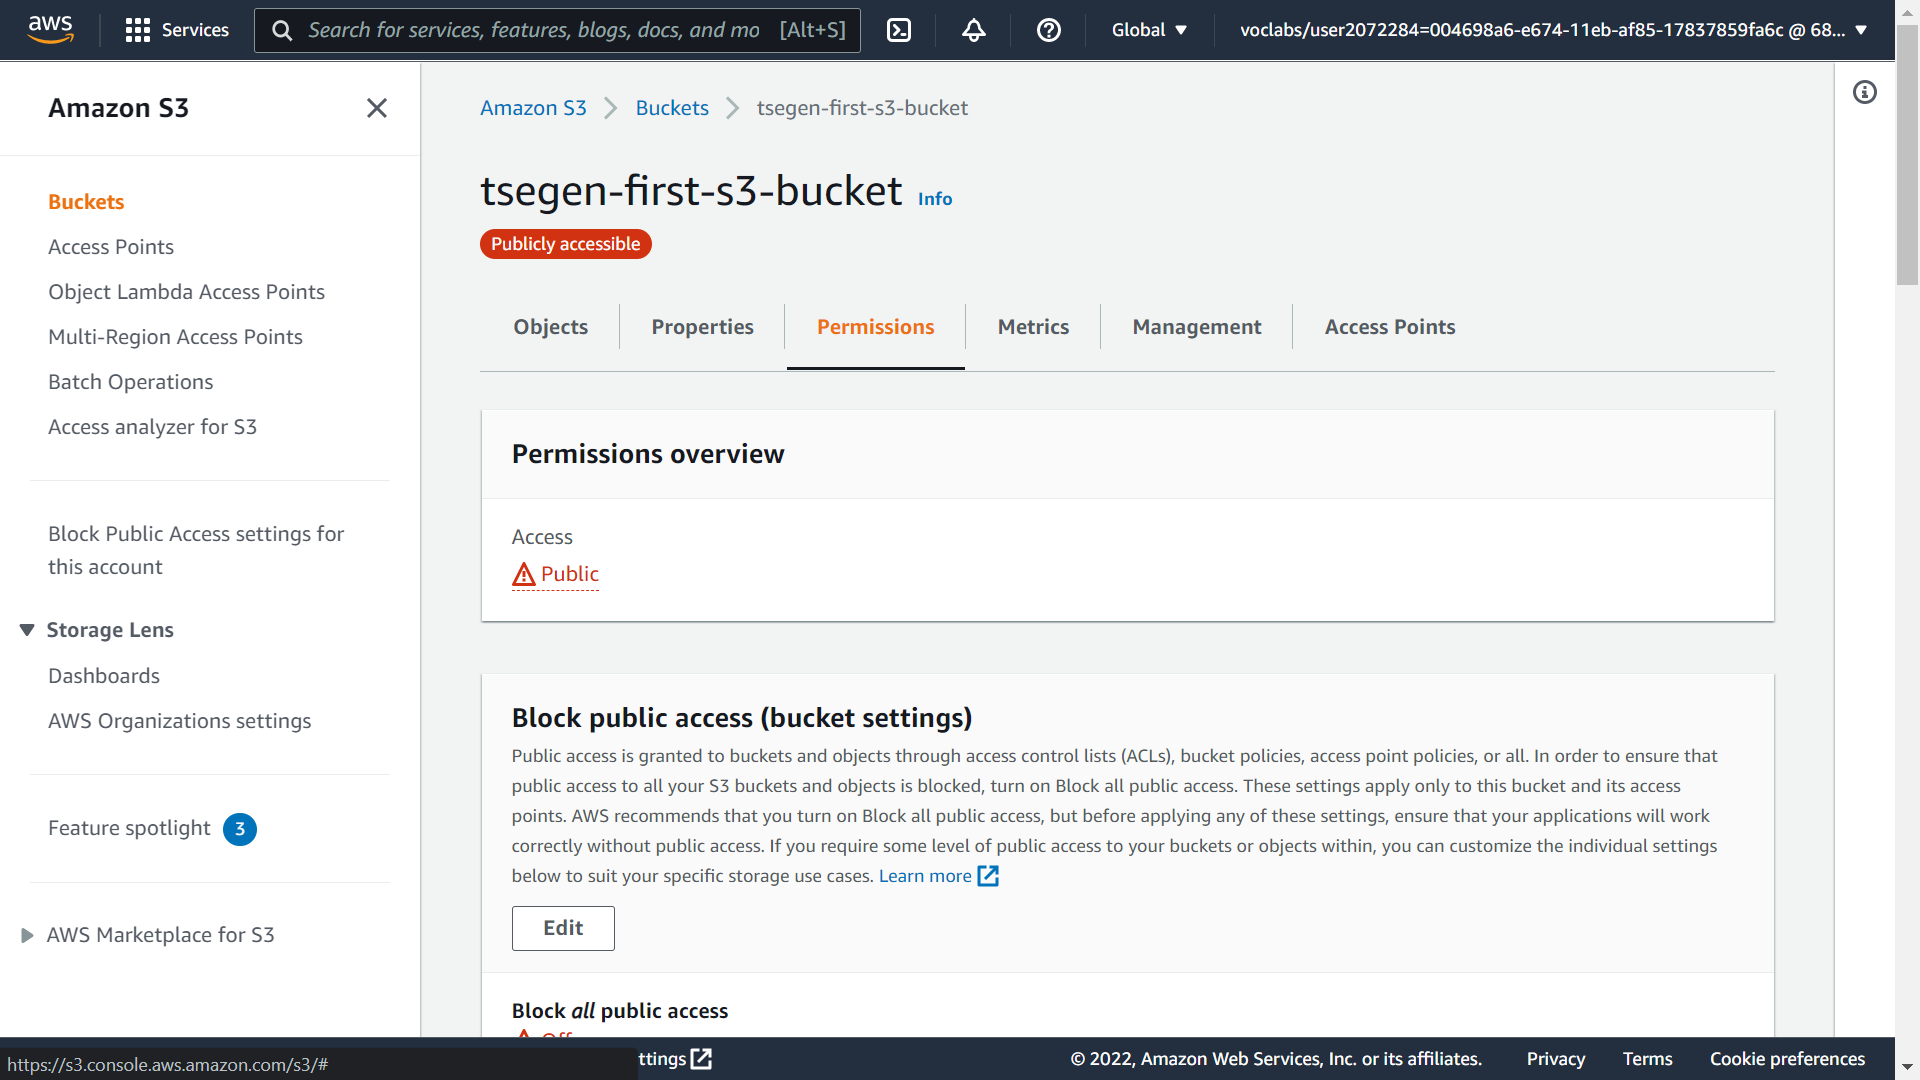 aws
Services
Search for services, features, blogs, docs, and mo [Alt+S]
Global
voclabs/user2072284=004698a6-e674-11eb-af85-17837859fa6c @ 68...
Amazon S3
Buckets
Access Points
Object Lambda Access Points
Multi-Region Access Points
Batch Operations
Access analyzer for S3
Block Public Access settings for
this account
Storage Lens
Dashboards
AWS Organizations settings
Feature spotlight 3
AWS Marketplace for S3
Amazon S3 Buckets tsegen-first-s3-bucket
tsegen-first-s3-bucket Info
Publicly accessible
Objects Properties Permissions Metrics Management Access Points
Permissions overview
Access
Public
Block public access (bucket settings)
Public access is granted to buckets and objects through access control lists (ACLs), bucket policies, access point policies, or all. In order to ensure that
public access to all your S3 buckets and objects is blocked, turn on Block all public access. These settings apply only to this bucket and its access
points. AWS recommends that you turn on Block all public access, but before applying any of these settings, ensure that your applications will work
correctly without public access. If you require some level of public access to your buckets or objects within, you can customize the individual settings
below to suit your specific storage use cases. Learn more
Edit
Block all public access
Off
https://s3.console.aws.amazon.com/s3/#
ttings
© 2022, Amazon Web Services, Inc. or its affiliates. Privacy Terms Cookie preferences